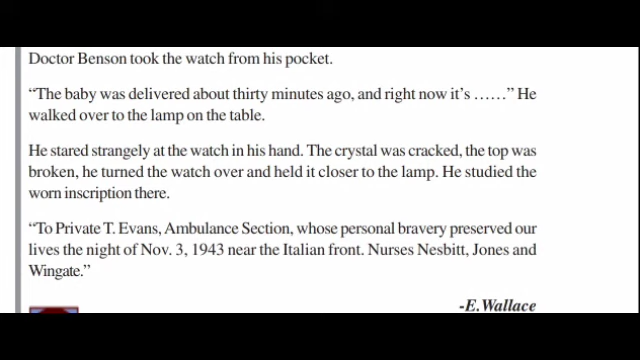 Doctor Benson took the watch from his pocket.
“The baby was delivered about thirty minutes ago, and right now it’s ……” He
walked over to the lamp on the table.
He stared strangely at the watch in his hand. The crystal was cracked, the top was
broken, he turned the watch over and held it closer to the lamp. He studied the
worn inscription there.
“To Private T. Evans, Ambulance Section, whose personal bravery preserved our
lives the night of Nov. 3, 1943 near the Italian front. Nurses Nesbitt, Jones and
Wingate.”
-E. Wallace